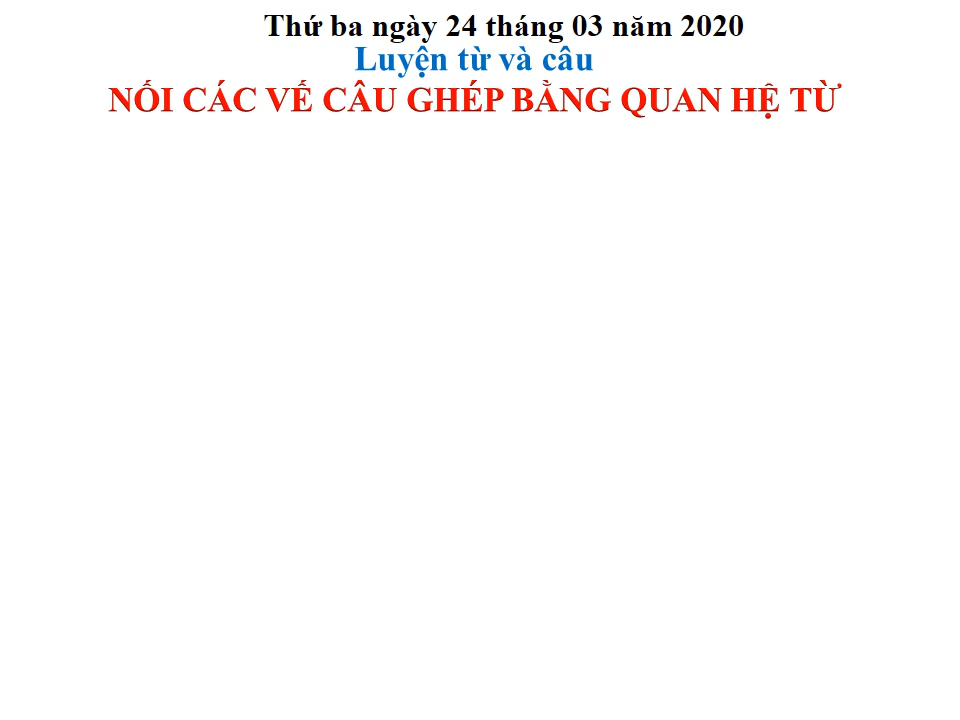 Thứ ba ngày 24 tháng 03 năm 2020
Luyện từ và câu
NỐI CÁC VẾ CÂU GHÉP BẰNG QUAN HỆ TỪ